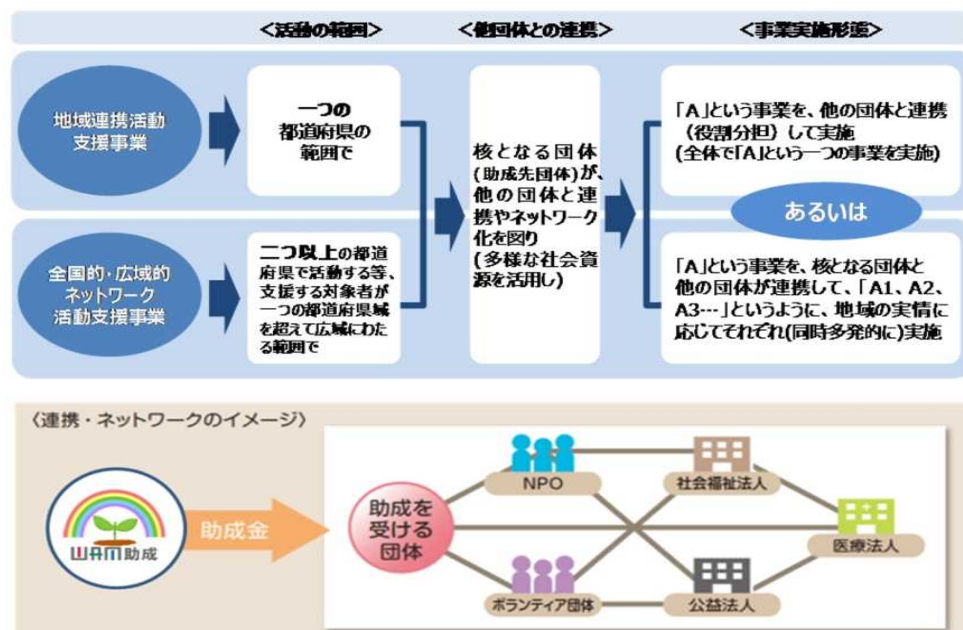 ＜活動の範囲＞
＜他団体との連携＞
＜事業実施形態＞
地域連携活動
支援事業
一つの
都道府県の
範囲で
全国的・広域的
ネットワーク
活動支援事業
二つ以上の都道
府県で活動する等、
支援する対象者が
一つの都道府県域
を超えて広域にわた
る範囲で
核となる団体
(助成先団体)が、
他の団体と連
携やネットワーク
化を図り
(多様な社会資
源を活用し)
「A」という事業を、他の団体と連携
（役割分担）して実施
(全体で「A」という一つの事業を実施)
あるいは
「A」という事業を、核となる団体と
他の団体が連携して、「A1、A2、
A3…」というように、地域の実情に
応じてそれぞれ(同時多発的に)実施
〈連携・ネットワークのイメージ〉
WAM助成
助成金
助成を
受ける
団体
NPO
社会福祉法人
医療法人
ボランティア団体
公益法人